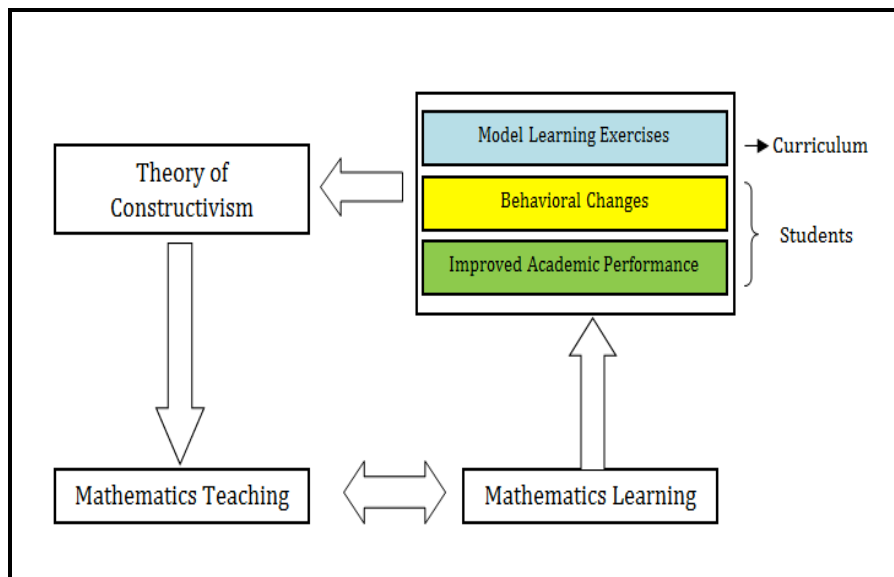 Model Learning Exercises
Curriculum
Theory of
Constructivism
Behavioral Changes
Students
Improved Academic Performance
Mathematics Teaching
Mathematics Learning